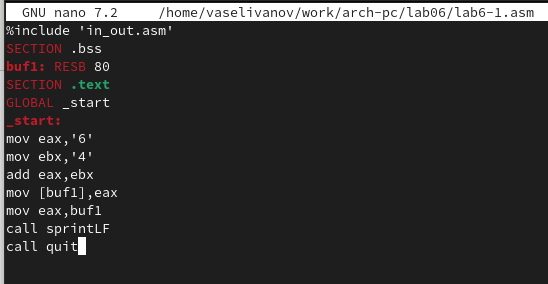 GNU nano 7.2 /home/vaselivanov/work/arch-pc/lab06/lab6-1.asm
%include 'in_out.asm'
SECTION .bss
buf1: RESB 80
SECTION .text
GLOBAL _start
_start:
mov eax,'6'
mov ebx,'4'
add eax,ebx
mov [buf1],eax
mov eax,buf1
call sprintLF
call quit